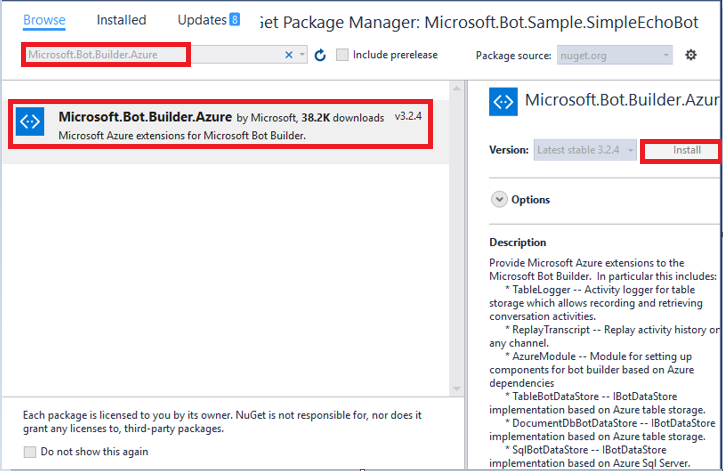 Browse Installed Updates 8 Get Package Manager: Microsoft.Bot.Sample.SimpleEchoBot
Microsoft.Bot.Builder.Azure Include prerelease Package source: nuget.org
Microsoft.Bot.Builder.Azure by Microsoft, 38.2K downloads v3.2.4
Microsoft Azure extensions for Microsoft Bot Builder.
Each package is licensed to you by its owner. NuGet is not responsible for, nor does it
grant any licenses to, third-party packages.
Do not show this again
Microsoft.Bot.Builder.Azur
Version: Latest stable 3.2.4 Install
Options
Description
Provide Microsoft Azure extensions to the
Microsoft Bot Builder. In particular this includes:
* TableLogger -- Activity logger for table
storage which allows recording and retrieving
conversation activities.
* ReplayTranscript -- Replay activity history on
any channel.
* AzureModule -- Module for setting up
components for bot builder based on Azure
dependencies
* TableBotDataStore -- IBotDataStore
implementation based on Azure table storage.
* DocumentDbBotDataStore -- IBotDataStore
implementation based on Azure DocumentDb.
* SqlBotDataStore -- IBotDataStore
implementation based on Azure Sql Server.